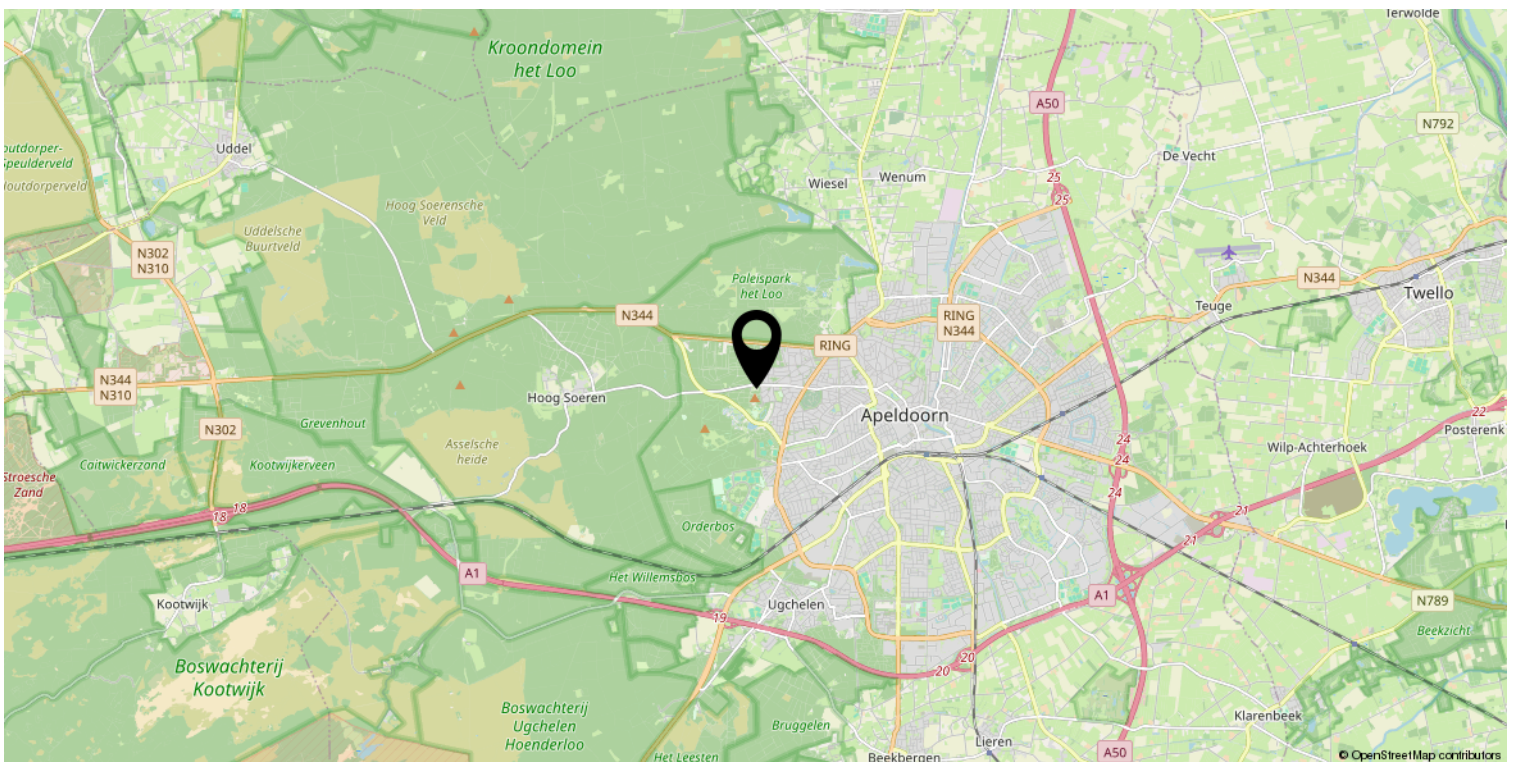 Terwolde
Kroondomein
het Loo
A50
N792
outdorper-
Speulderveld
Houtdorperveld
Uddel
De Vecht
Wiesel
Wenum
25
25
Hoog Soerensche
Veld
Uddelsche
Buurtveld
N302
N310
Paleispark
het Loo
N344
Twello
Teuge
N344
RING
N344
RING
N344
N310
Hoog Soeren
Apeldoorn
22
Posterenk
N302
Grevenhout
Asselsche
heide
24
24
24
Wilp-Achterhoek
Caitwickerzand
Kootwijkerveen
Stroesche
Zand
18
18
21
21
Orderbos
A1
Het Willemsbos
Kootwijk
19
Ugchelen
A1
N789
Beekzicht
Boswachterij
Kootwijk
20
20
Boswachterij
Ugchelen
Hoenderloo
Bruggelen
Klarenbeek
Lieren
Het Leesten
Beekbergen
A50
© OpenStreetMap contributors